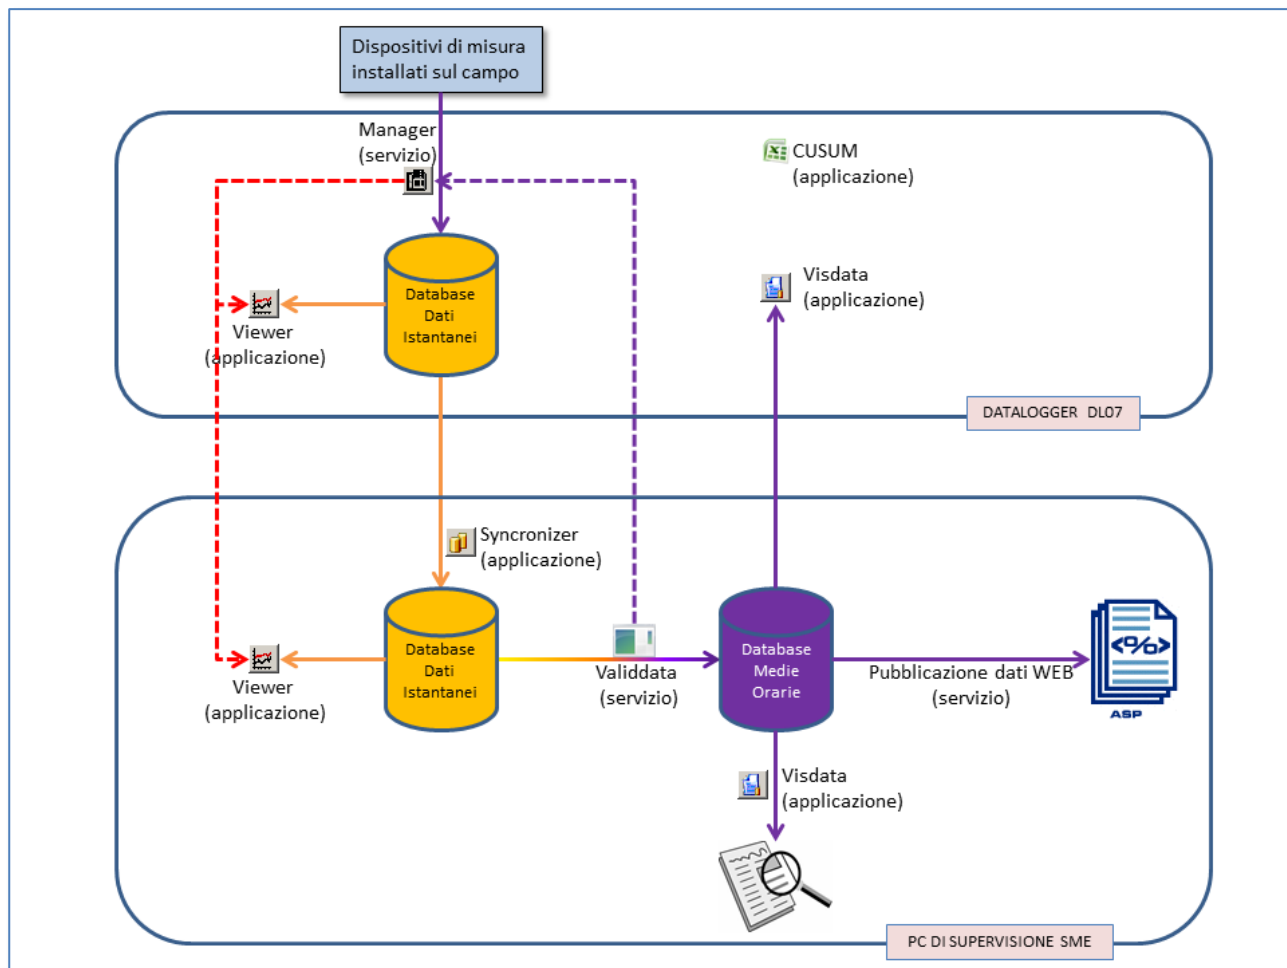 Dispositivi di misura
installati sul campo
Manager
(servizio)
CUSUM
(applicazione)
Visdata
(applicazione)
Database
Dati
Istantanei
Viewer
(applicazione)
DATALOGGER DL07
Syncronizer
(applicazione)
Database
Dati
Istantanei
Viewer
(applicazione)
Validdata
(servizio)
Database
Medie
Orarie
Pubblicazione dati WEB
(servizio)
<%>
ASP
Visdata
(applicazione)
PC DI SUPERVISIONE SME